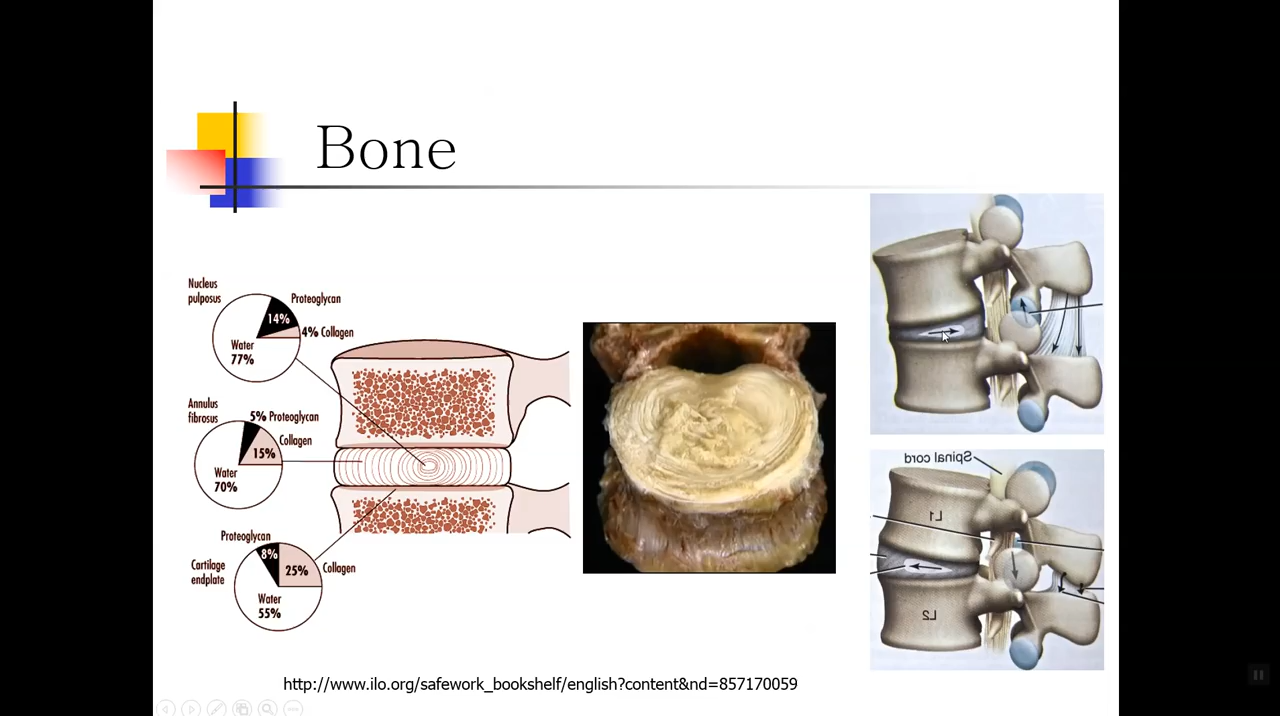 Bone
Nucleus
pulposus
Proteoglycan
14%
4% Collagen
Water
77%
Annulus
fibrosus
5% Proteoglycan
Collagen
15%
Water
70%
Proteoglycan
8%
Cartilage
endplate
25%
Collagen
Water
55%
Spinal cord
L1
L2
http://www.ilo.org/safework_bookshelf/english?content&nd=857170059